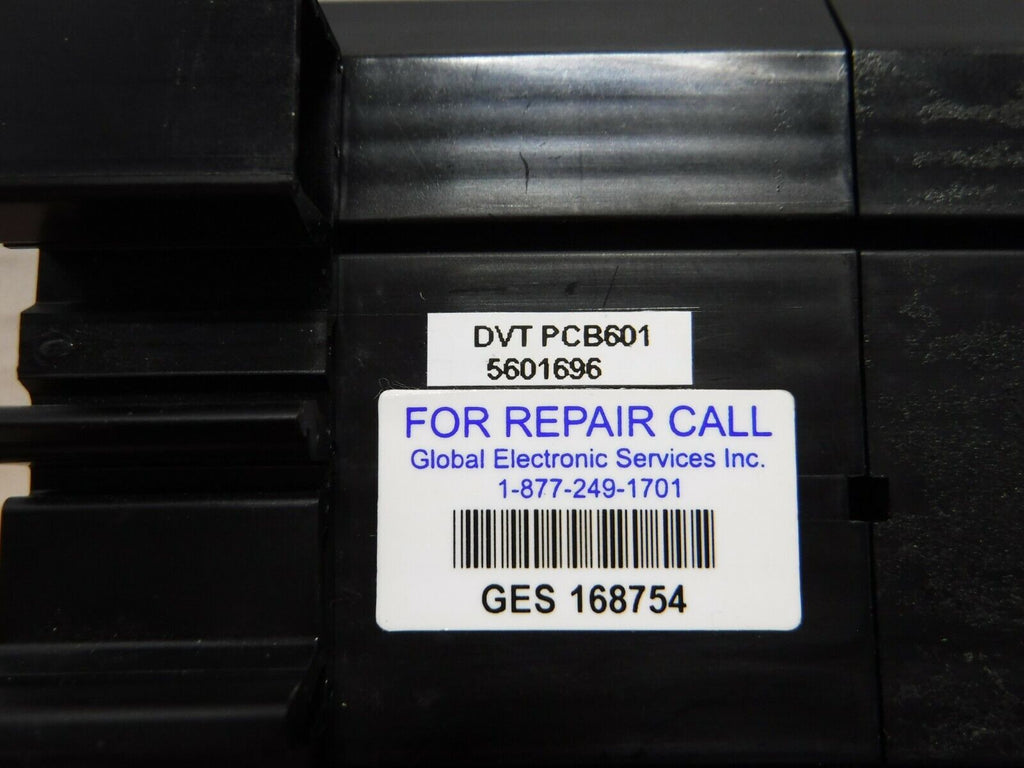 DVT PCB601
5601696
FOR REPAIR CALL
Global Electronic Services Inc.
1-877-249-1701
GES 168754